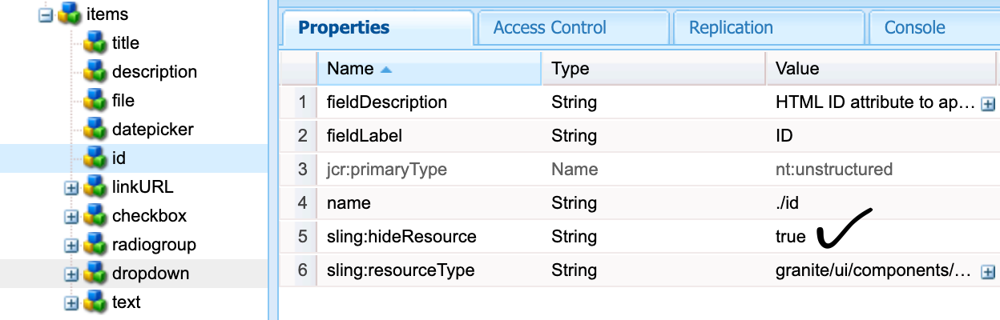 items
title
description
file
datepicker
id
linkURL
checkbox
radiogroup
dropdown
text
Properties Access Control Replication Console
Name Type Value
1 fieldDescription String HTML ID attribute to ap...
2 fieldLabel String ID
3 jcr:primaryType Name nt:unstructured
4 name String ./id
5 sling:hideResource String true
6 sling:resourceType String granite/ui/components/...